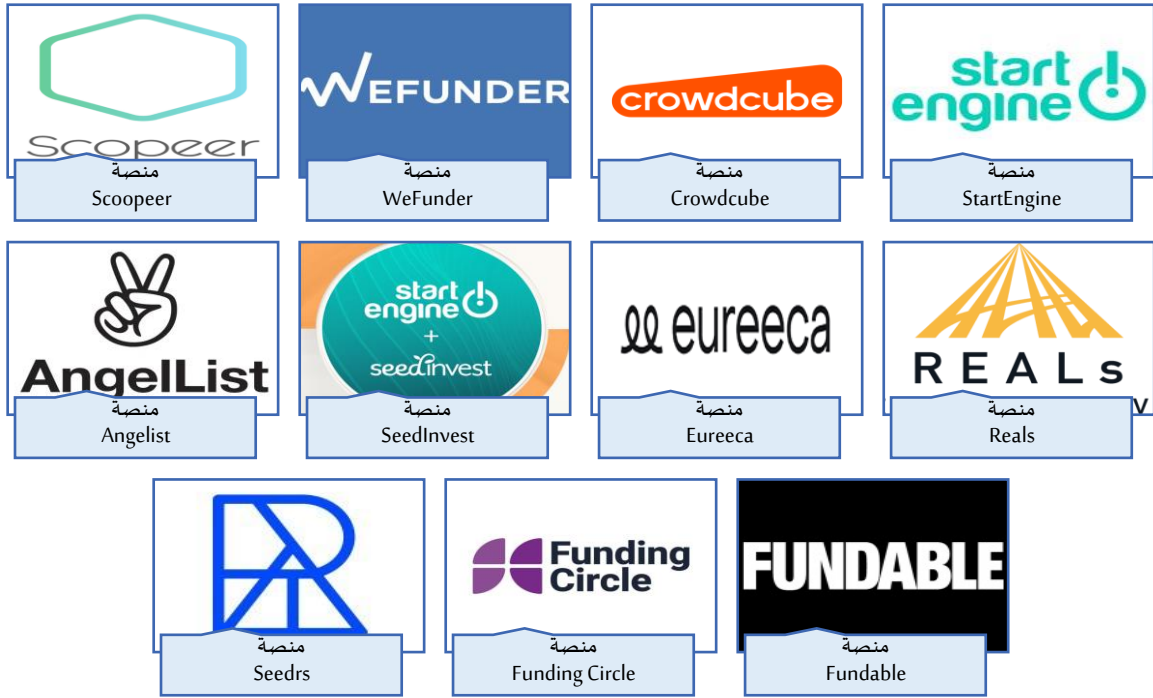 Scopeer
منصة
Scoopeer
WEFUNDER
منصة
WeFunder
crowdcube
منصة
Crowdcube
start
engine
منصة
StartEngine
AngelList
منصة
Angelist
start
engine
+
seedinvest
منصة
SeedInvest
eureeca
منصة
Eureeca
REALs
V
منصة
Reals
منصة
Seedrs
Funding
Circle
منصة
Funding Circle
FUNDABLE
منصة
Fundable